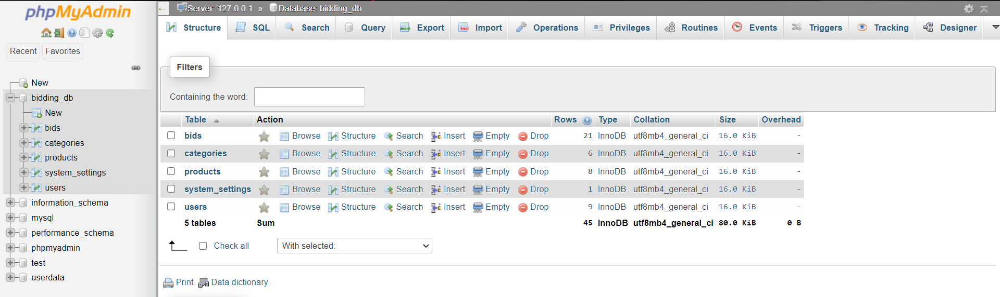 phpMyAdmin
Recent Favorites
New
bidding_db
New
bids
categories
products
system_settings
users
information_schema
mysql
performance_schema
phpmyadmin
test
userdata
Server: 127.0.0.1 » Database: bidding_db
Structure SQL Search Query Export Import Operations Privileges Routines Events Triggers Tracking Designer
Filters
Containing the word:
Table Action Rows Type Collation Size Overhead
bids Browse Structure Search Insert Empty Drop 21 InnoDB utf8mb4_general_ci 16.0 KiB -
categories Browse Structure Search Insert Empty Drop 6 InnoDB utf8mb4_general_ci 16.0 KiB -
products Browse Structure Search Insert Empty Drop 8 InnoDB utf8mb4_general_ci 16.0 KiB -
system_settings Browse Structure Search Insert Empty Drop 1 InnoDB utf8mb4_general_ci 16.0 KiB -
users Browse Structure Search Insert Empty Drop 9 InnoDB utf8mb4_general_ci 16.0 KiB -
5 tables Sum 45 InnoDB utf8mb4_general_ci 80.0 KiB 0 B
Check all With selected:
Print Data dictionary